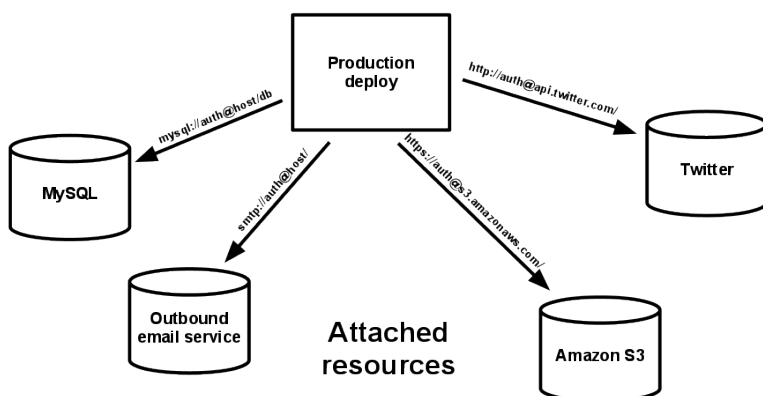 Production
deploy
mysql://auth@host/db
smtp://auth@host/
https://auth@s3.amazonaws.com/
http://auth@api.twitter.com/
MySQL
Twitter
Outbound
email service
Amazon S3
Attached
resources